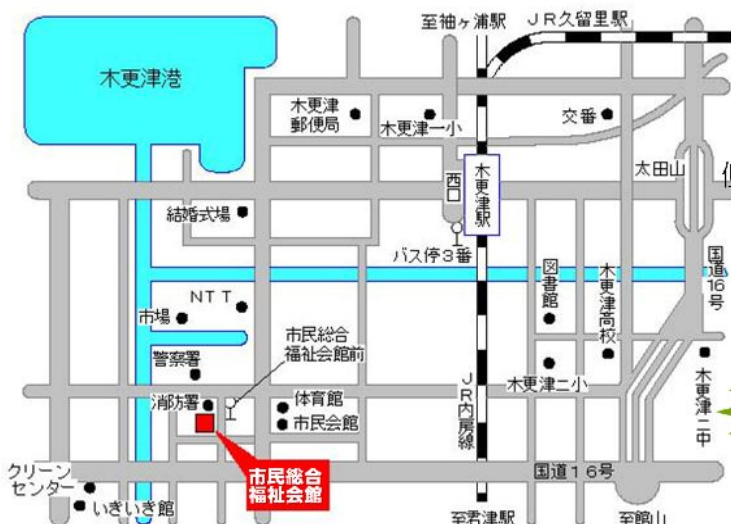 至袖ヶ浦駅
JR久留里駅
木更津港
木更津
郵便局
木更津一小
交番
西口
木更津駅
太田山
結婚式場
バス停3番
国道16号
NTT
市場
図書館
木更津高校
市民総合
福祉会館前
警察署
消防署
体育館
市民会館
JR内房線
木更津二小
木更津二中
市民総合
福祉会館
国道16号
クリーン
センター
いきいき館
至君津駅
至館山